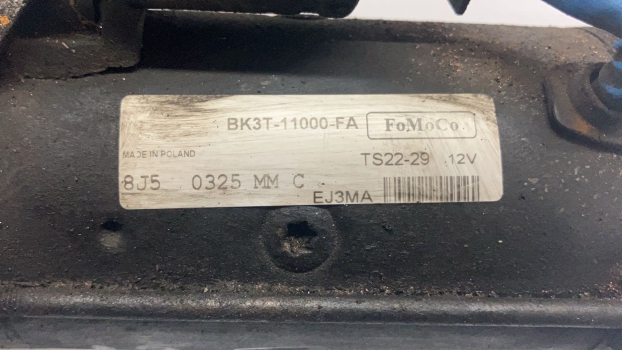 BK3T-11000-FA FoMoCo
MADE IN POLAND TS22-29 12V
8J5 0325 MM C
EJ3MA